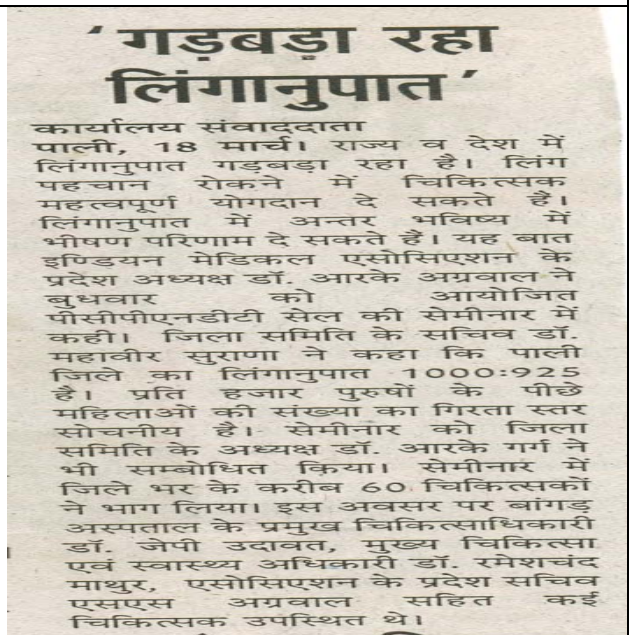 'गड़बड़ा रहा
लिंगानुपात'
कार्यालय संवाददाता
पाली, 18 मार्च। राज्य व देश में
लिंगानुपात गड़बड़ा रहा है। लिंग
पहचान रोकने में चिकित्सक
महत्वपूर्ण योगदान दे सकते है।
लिंगानुपात में अन्तर भविष्य में
भीषण परिणाम दे सकते है। यह बात
इण्डियन मेडिकल एसोसिएशन के
प्रदेश अध्यक्ष डॉ. आरके अग्रवाल ने
बुधवार को आयोजित
पीसीपीएनडीटी सेल की सेमीनार में
कही। जिला समिति के सचिव डॉ.
महावीर सुराणा ने कहा कि पाली
जिले का लिंगानुपात 1000:925
है। प्रति हजार पुरुषों के पीछे
महिलाओं की संख्या का गिरता स्तर
सोचनीय है। सेमीनार को जिला
समिति के अध्यक्ष डॉ. आरके गर्ग ने
भी सम्बोधित किया। सेमीनार में
जिले भर के करीब 60 चिकित्सकों
ने भाग लिया। इस अवसर पर बांगड़
अस्पताल के प्रमुख चिकित्साधिकारी
डॉ. जेपी उदावत, मुख्य चिकित्सा
एवं स्वास्थ्य अधिकारी डॉ. रमेशचंद
माथुर, एसोसिएशन के प्रदेश सचिव
एसएस अग्रवाल सहित कई
चिकित्सक उपस्थित थे।